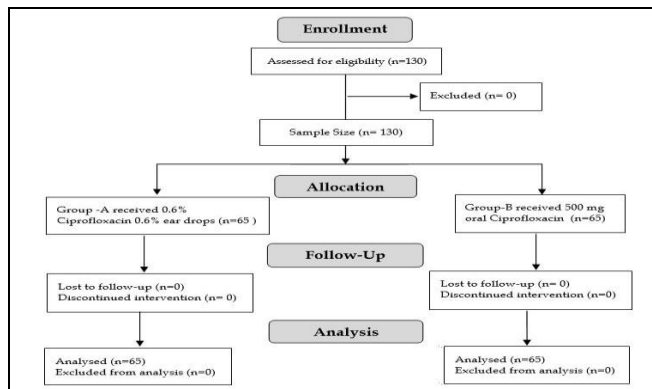 Enrollment
Assessed for eligibility (n=130)
Excluded (n= 0)
Sample Size (n= 130)
Allocation
Group -A received 0.6%
Ciprofloxacin 0.6% ear drops (n=65 )
Group-B received 500 mg
oral Ciprofloxacin (n=65)
Follow-Up
Lost to follow-up (n=0)
Discontinued intervention (n= 0)
Lost to follow-up (n= 0)
Discontinued intervention (n=0)
Analysis
Analysed (n=65)
Excluded from analysis (n=0)
Analysed (n=65)
Excluded from analysis (n=0)